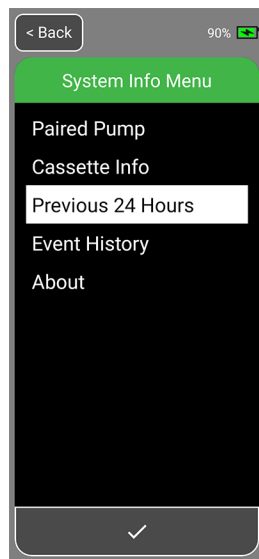 < Back
90%
System Info Menu
Paired Pump
Cassette Info
Previous 24 Hours
Event History
About